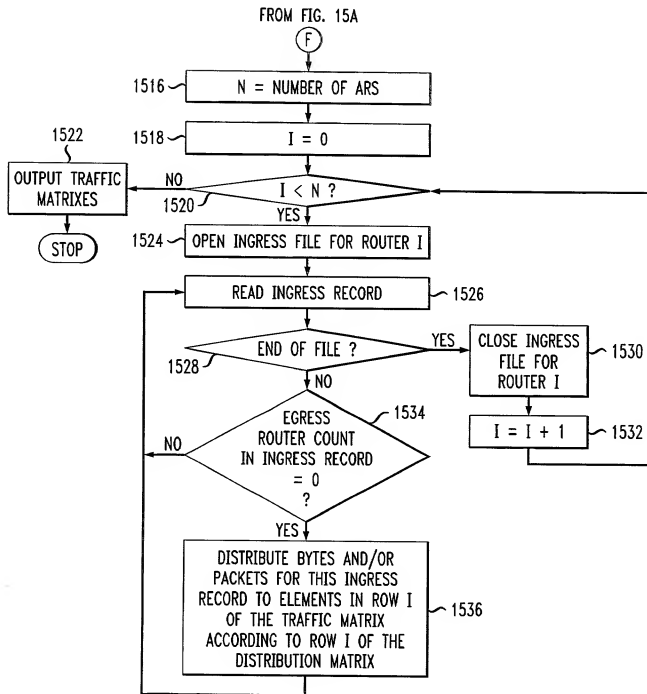 FROM FIG. 15A
F
1516
N = NUMBER OF ARS
1518
I = 0
1522
OUTPUT TRAFFIC
MATRIXES
STOP
NO
1520
I < N ?
YES
1524
OPEN INGRESS FILE FOR ROUTER I
READ INGRESS RECORD
1526
END OF FILE ?
1528
YES
CLOSE INGRESS
FILE FOR
ROUTER I
1530
I = I + 1
1532
NO
1534
NO
EGRESS
ROUTER COUNT
IN INGRESS RECORD
= 0
?
YES
DISTRIBUTE BYTES AND/OR
PACKETS FOR THIS INGRESS
RECORD TO ELEMENTS IN ROW I
OF THE TRAFFIC MATRIX
ACCORDING TO ROW I OF THE
DISTRIBUTION MATRIX
1536